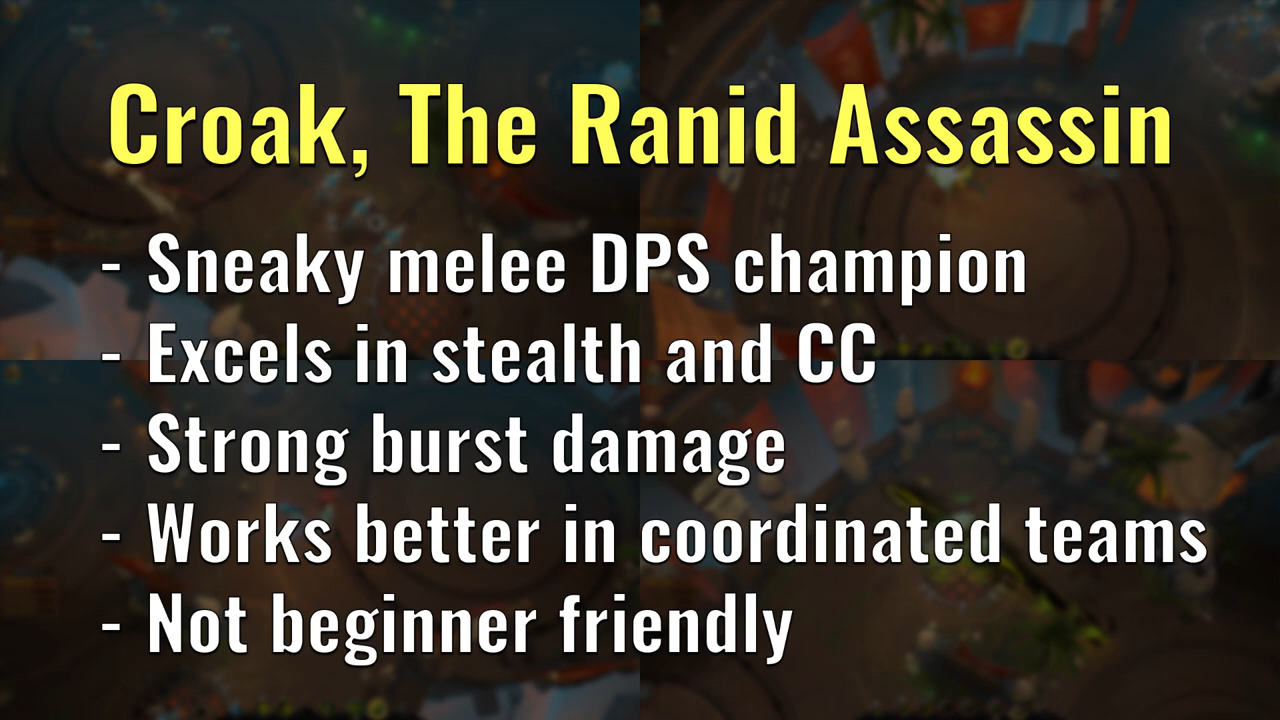 Croak, The Ranid Assassin
- Sneaky melee DPS champion
- Excels in stealth and CC
- Strong burst damage
- Works better in coordinated teams
- Not beginner friendly